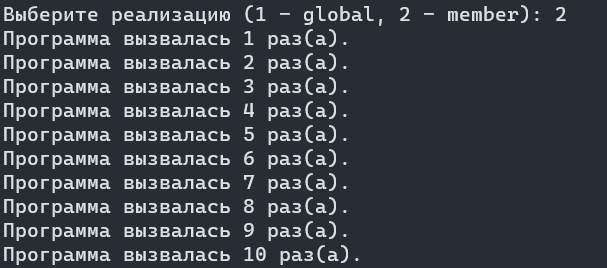 Выберите реализацию (1 - global, 2 - member): 2
Программа вызвалась 1 раз(а).
Программа вызвалась 2 раз(а).
Программа вызвалась 3 раз(а).
Программа вызвалась 4 раз(а).
Программа вызвалась 5 раз(а).
Программа вызвалась 6 раз(а).
Программа вызвалась 7 раз(а).
Программа вызвалась 8 раз(а).
Программа вызвалась 9 раз(а).
Программа вызвалась 10 раз(а).